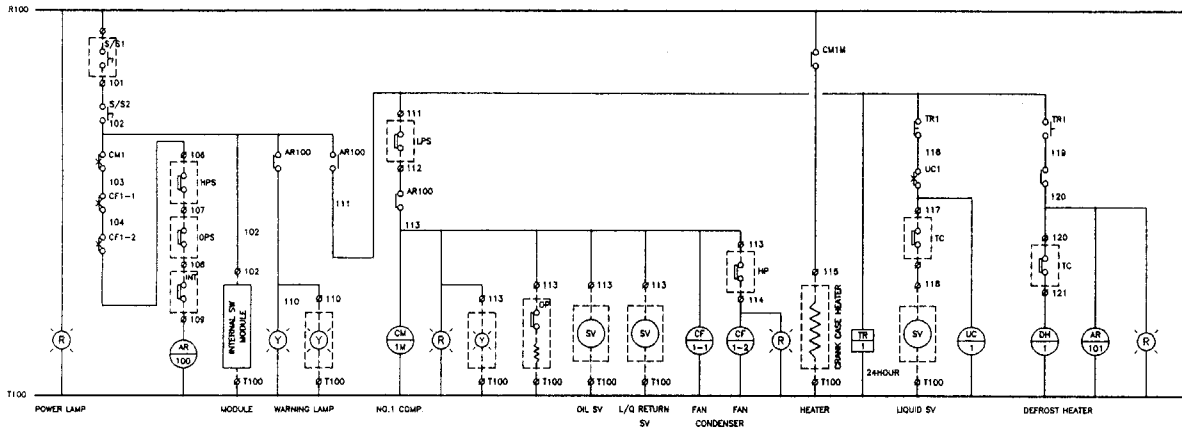 R100
S/S1
101
S/S2
102
CM1
103
CF1-1
104
CF1-2
106
HPS
107
OPS
108
INT
109
AR
100
R
102
102
INTERNAL SW
MODULE
T100
AR100
AR100
110
110
111
Y
Y
T100
111
LPS
112
AR100
113
CM
1M
R
113
Y
T100
113
OP
T100
113
SV
T100
113
SV
T100
CF
1-1
113
HP
114
CF
1-2
R
CM1M
115
CRANK CASE HEATER
T100
TR
1
24HOUR
TR1
116
UC1
117
TC
118
SV
T100
UC
1
TR1
119
120
120
TC
121
DH
1
AR
101
R
T100
POWER LAMP
MODULE
WARNING LAMP
NO.1 COMP.
OIL SV
L/Q RETURN
SV
FAN
FAN
CONDENSER
HEATER
LIQUID SV
DEFROST HEATER